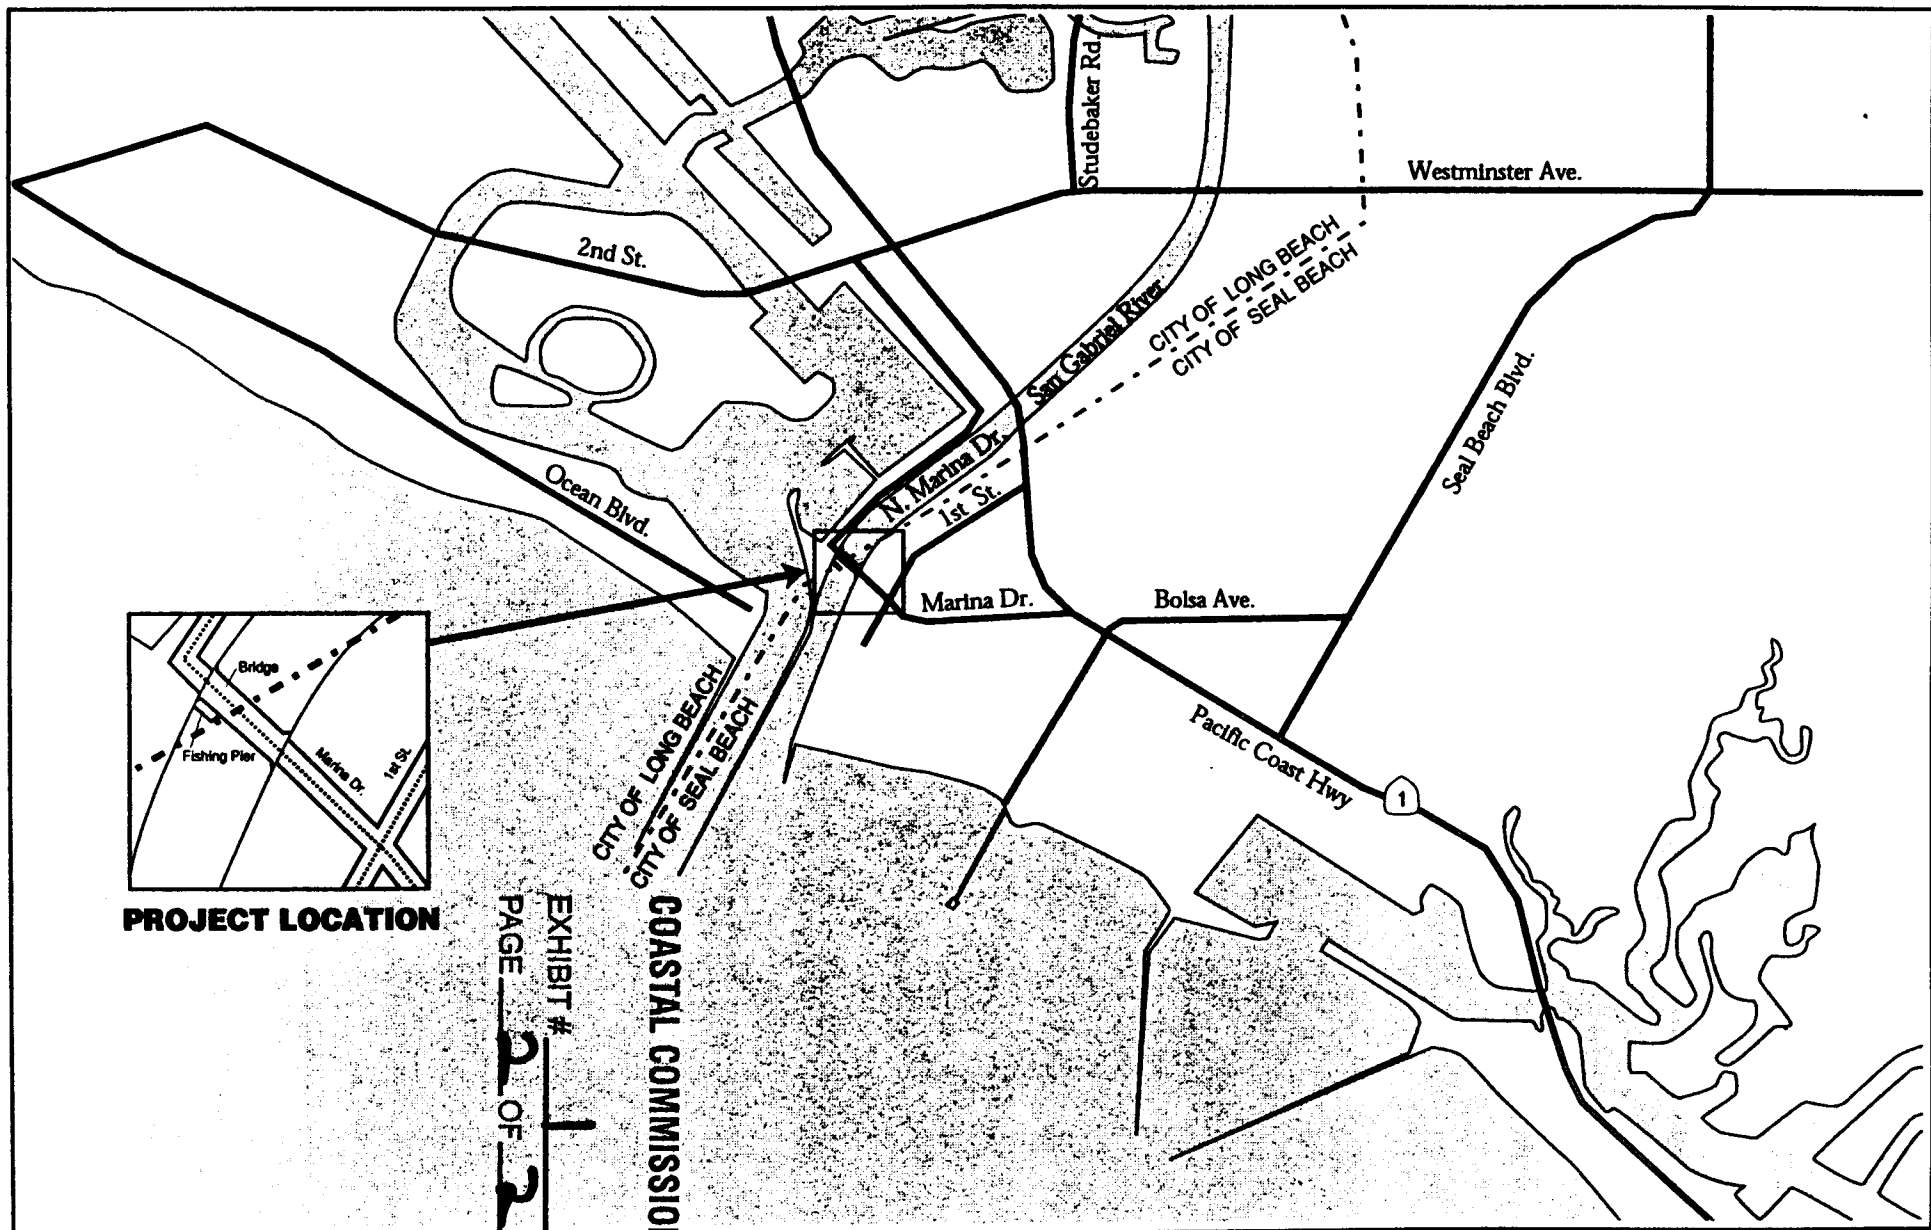 Studebaker Rd.
Westminster Ave.
2nd St.
CITY OF LONG BEACH
CITY OF SEAL BEACH
San Gabriel River
Seal Beach Blvd.
N. Marina Dr.
1st St.
Ocean Blvd.
Marina Dr.
Bolsa Ave.
Bridge
Fishing Pier
Marina Dr.
1st St.
PROJECT LOCATION
CITY OF LONG BEACH
CITY OF SEAL BEACH
Pacific Coast Hwy
1
COASTAL COMMISSION
EXHIBIT # 1
PAGE 2 OF 2